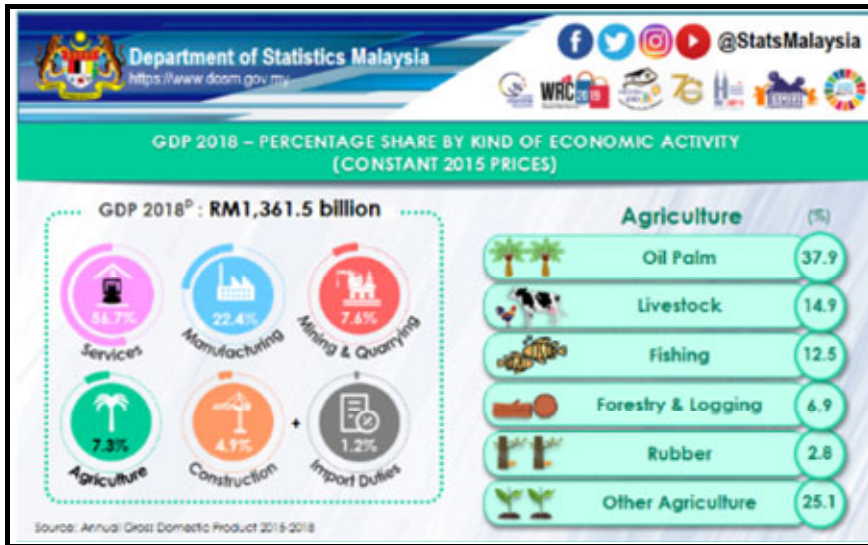 Department of Statistics Malaysia
https://www.dosm.gov.my
@StatsMalaysia
WRC 2019
GDP 2018 – PERCENTAGE SHARE BY KIND OF ECONOMIC ACTIVITY
(CONSTANT 2015 PRICES)
GDP 2018ᴾ : RM1,361.5 billion
56.7%
Services
22.4%
Manufacturing
7.6%
Mining & Quarrying
7.3%
Agriculture
4.9%
Construction
+
1.2%
Import Duties
Agriculture (%)
Oil Palm 37.9
Livestock 14.9
Fishing 12.5
Forestry & Logging 6.9
Rubber 2.8
Other Agriculture 25.1
Source: Annual Gross Domestic Product 2015-2018